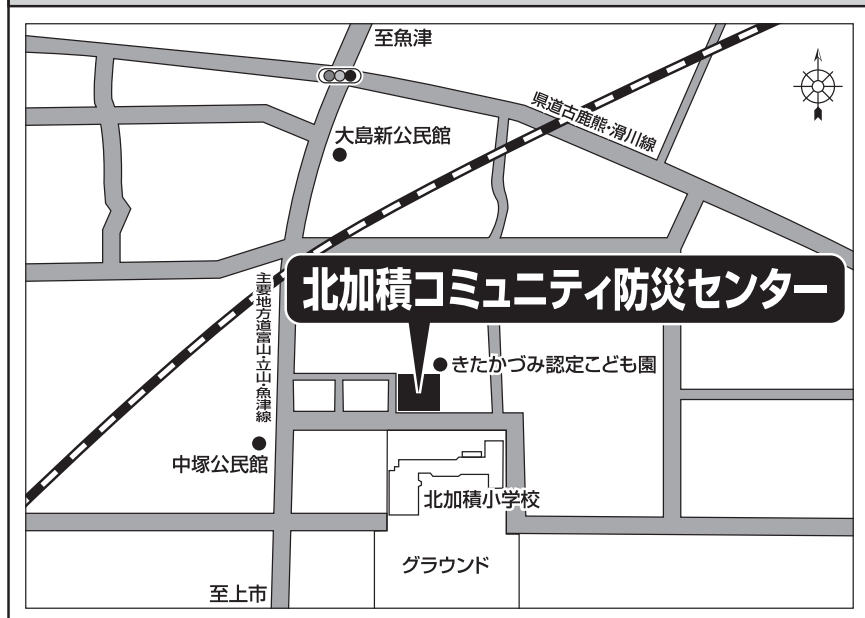 至魚津
県道古鹿熊・滑川線
大島新公民館
北加積コミュニティ防災センター
主要地方道富山・立山・魚津線
きたかづみ認定こども園
中塚公民館
北加積小学校
グラウンド
至上市